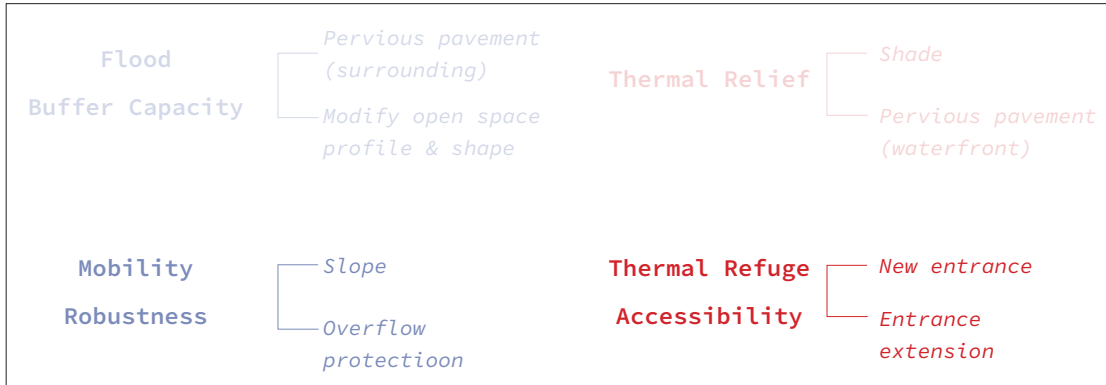 Flood
Buffer Capacity
Pervious pavement
(surrounding)
Modify open space
profile & shape
Thermal Relief
Shade
Pervious pavement
(waterfront)
Mobility
Robustness
Slope
Overflow
protectioon
Thermal Refuge
Accessibility
New entrance
Entrance
extension